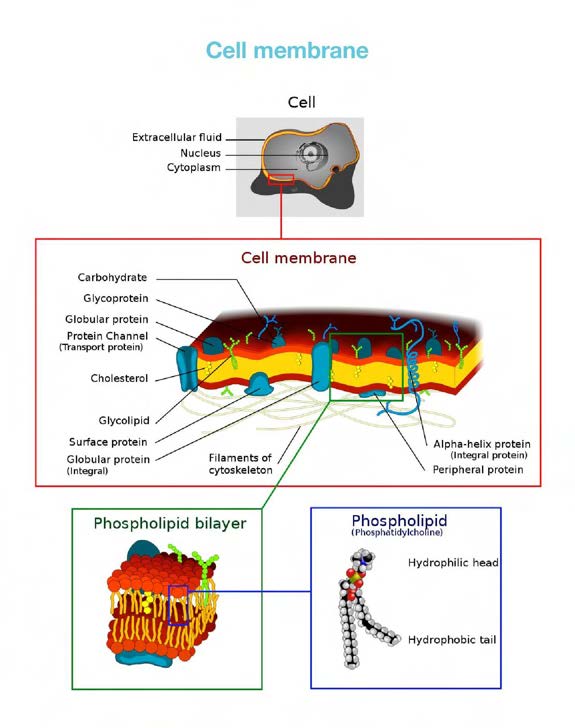 Cell membrane
Cell
Extracellular fluid
Nucleus
Cytoplasm
Cell membrane
Carbohydrate
Glycoprotein
Globular protein
Protein Channel
(Transport protein)
Cholesterol
Glycolipid
Surface protein
Globular protein
(Integral)
Filaments of
cytoskeleton
Alpha-helix protein
(Integral protein)
Peripheral protein
Phospholipid bilayer
Phospholipid
(Phosphatidylcholine)
Hydrophilic head
Hydrophobic tail